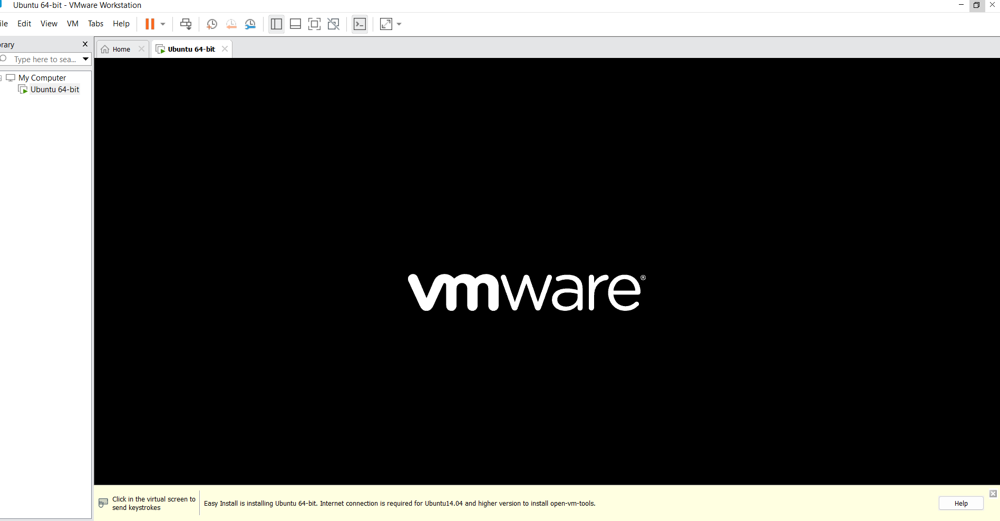 Ubuntu 64-bit - VMware Workstation
ile Edit View VM Tabs Help
rary
Type here to sea...
Home
Ubuntu 64-bit
My Computer
Ubuntu 64-bit
vmware®
Click in the virtual screen to
send keystrokes
Easy Install is installing Ubuntu 64-bit. Internet connection is required for Ubuntu14.04 and higher version to install open-vm-tools.
Help